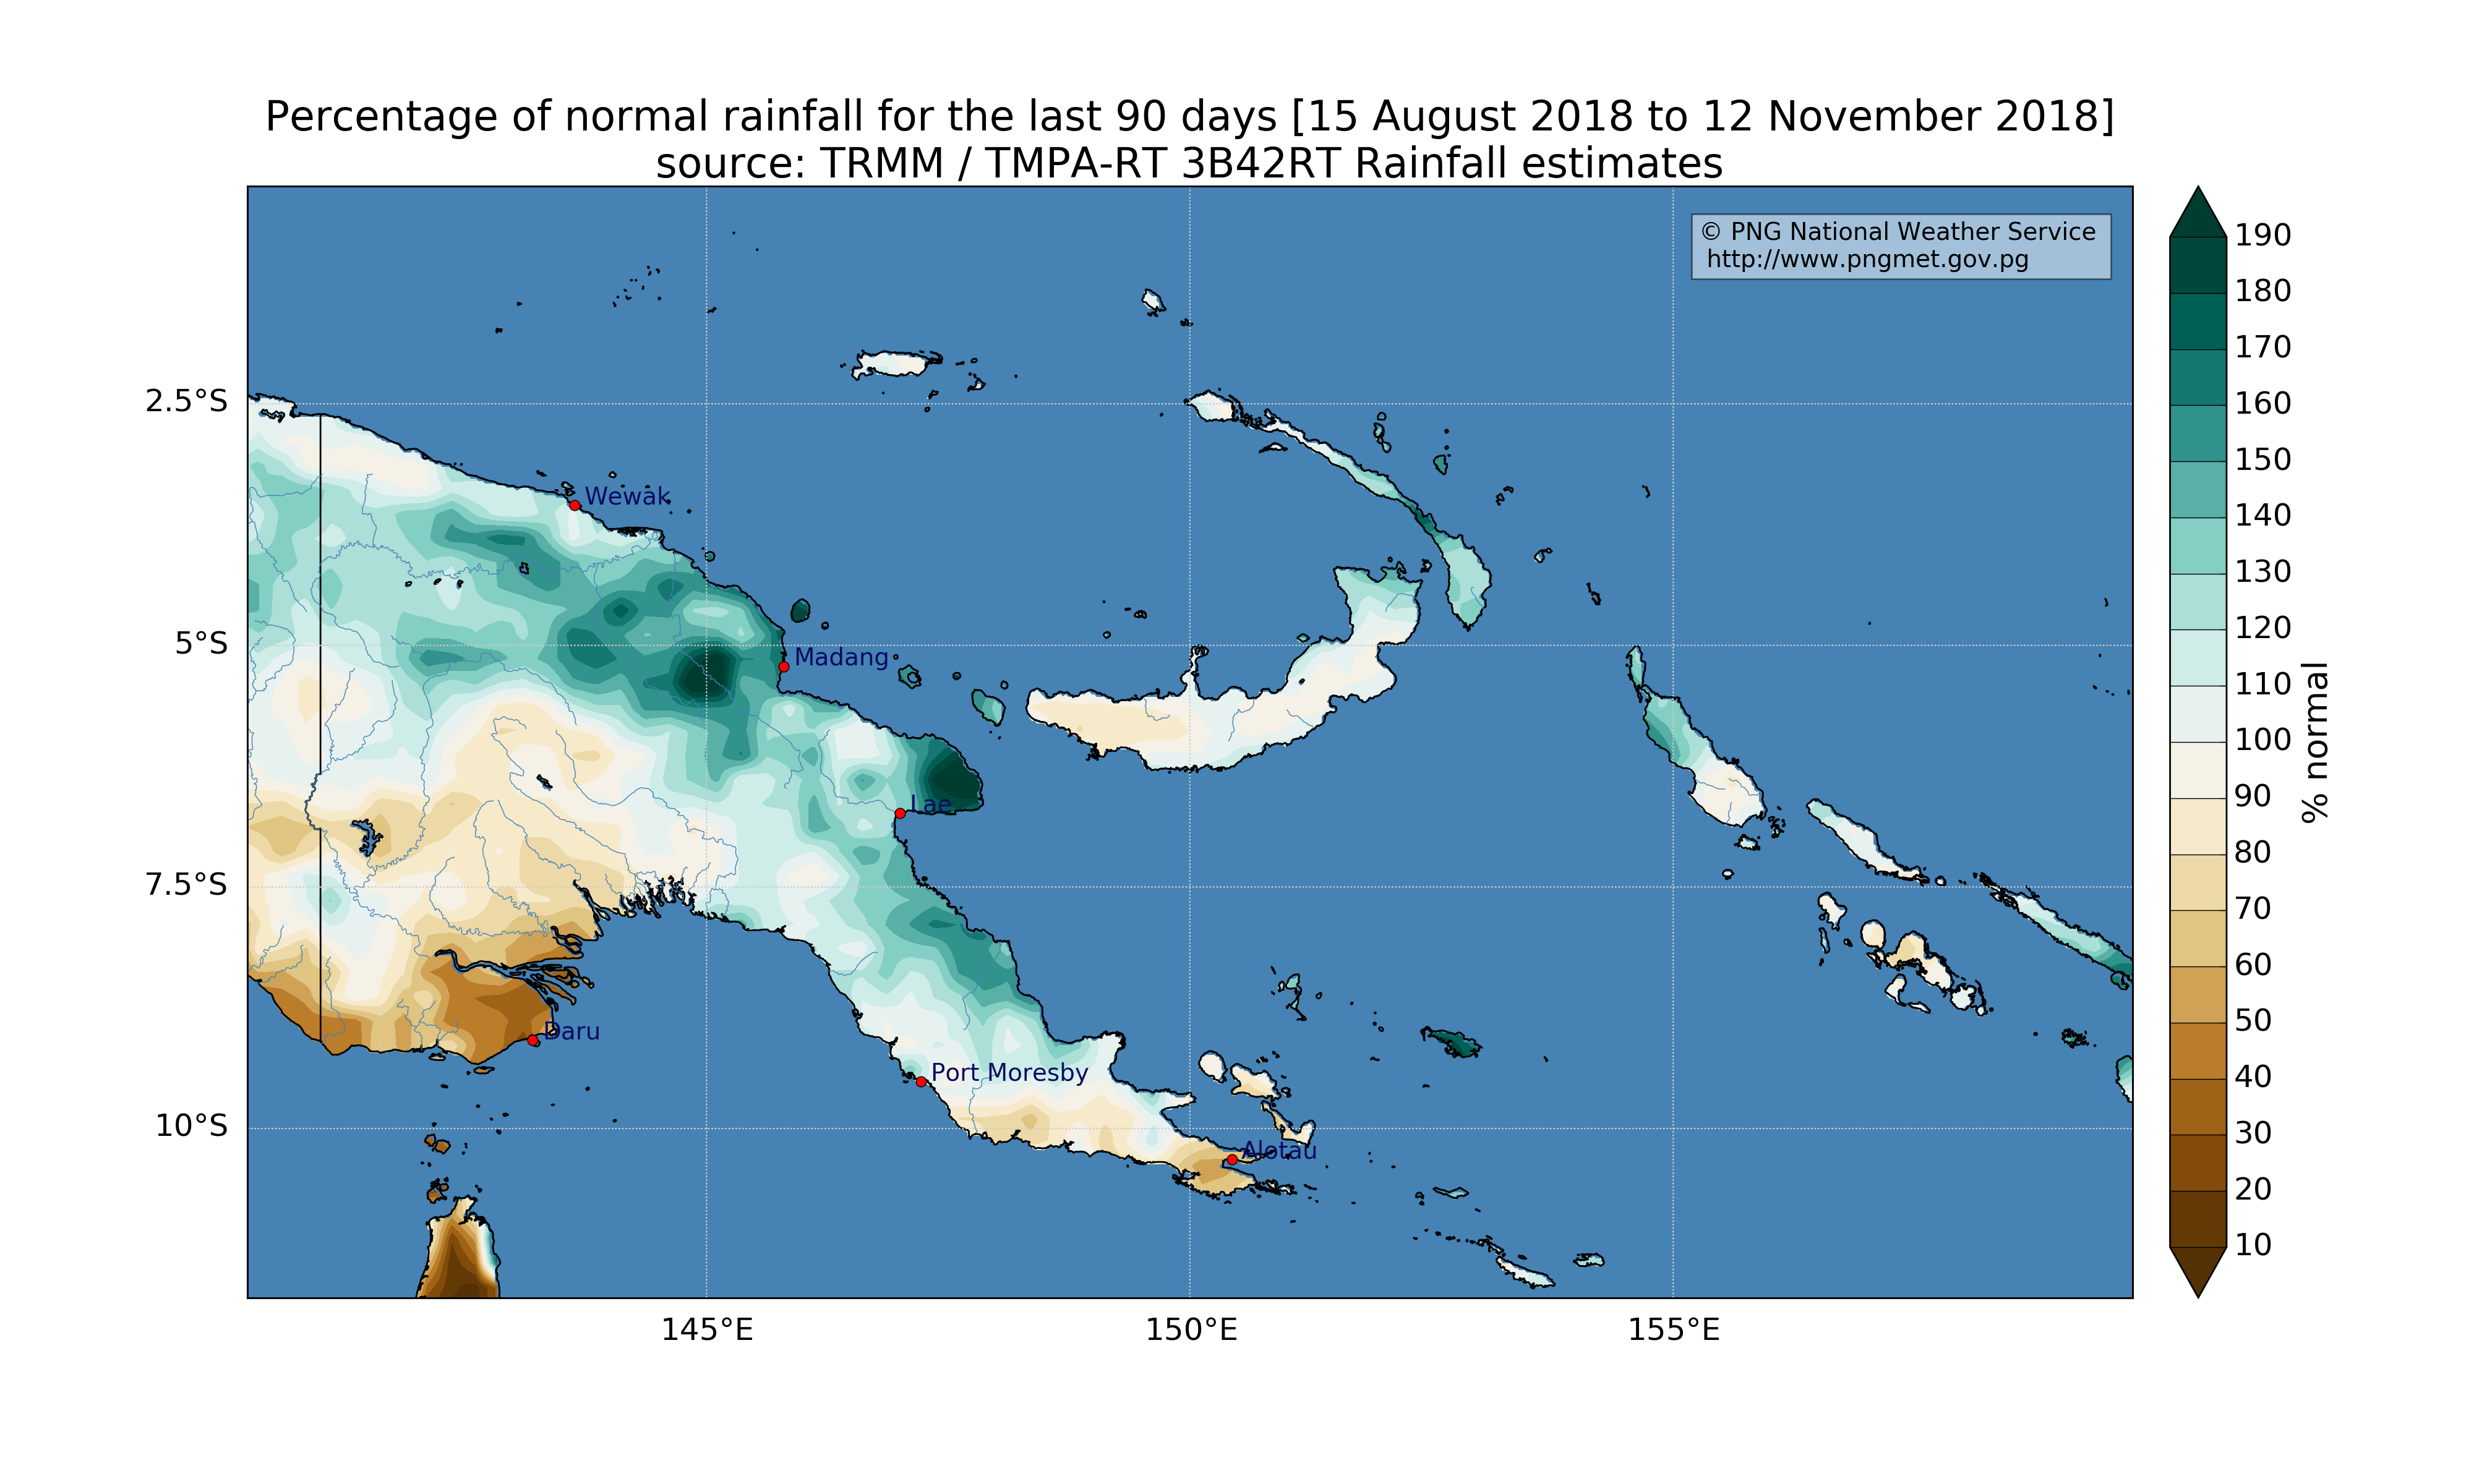 Percentage of normal rainfall for the last 90 days [15 August 2018 to 12 November 2018]
source: TRMM / TMPA-RT 3B42RT Rainfall estimates
© PNG National Weather Service
http://www.pngmet.gov.pg
2.5°S
5°S
7.5°S
10°S
Wewak
Madang
Lae
Daru
Port Moresby
Alotau
145°E
150°E
155°E
190
180
170
160
150
140
130
120
110
100
90
80
70
60
50
40
30
20
10
% normal